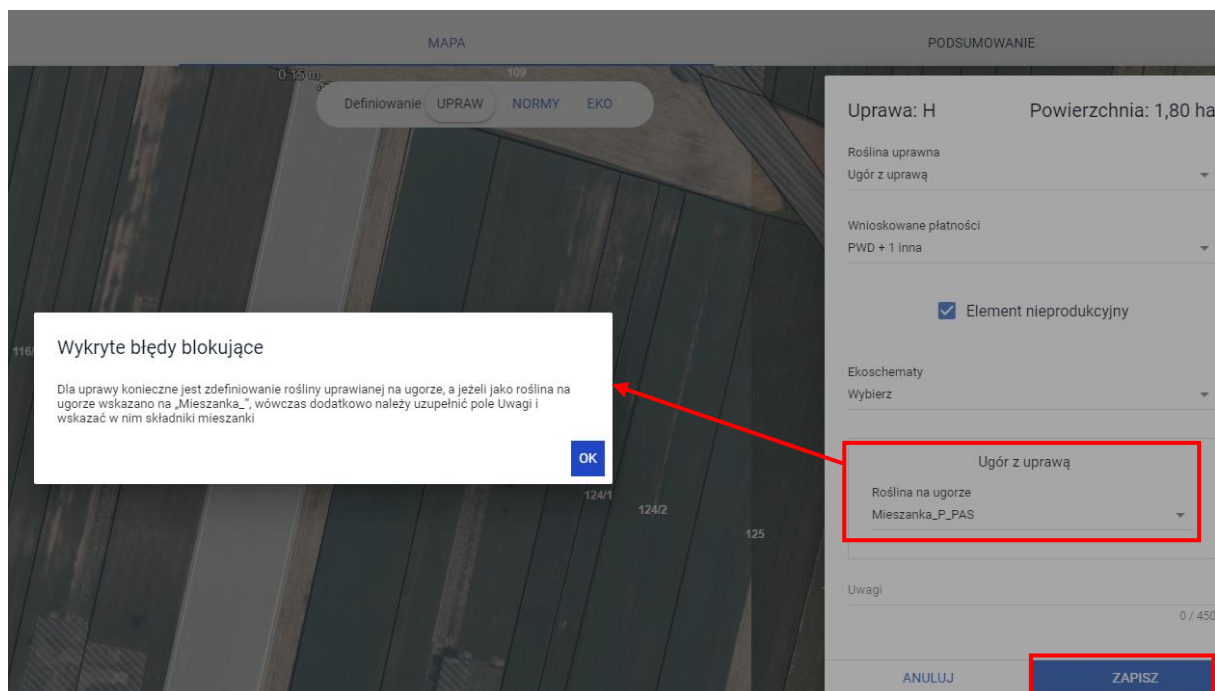 MAPA
PODSUMOWANIE
0 15 m
109
Definiowanie UPRAW NORMY EKO
Uprawa: H Powierzchnia: 1,80 ha
Roślina uprawna
Ugór z uprawą
Wnioskowane płatności
PWD + 1 inna
Element nieprodukcyjny
Wykryte błędy blokujące
116/
Dla uprawy konieczne jest zdefiniowanie rośliny uprawianej na ugorze, a jeżeli jako roślina na
ugorze wskazano na „Mieszanka_”, wówczas dodatkowo należy uzupełnić pole Uwagi i
wskazać w nim składniki mieszanki
OK
Ekoschematy
Wybierz
Ugór z uprawą
Roślina na ugorze
Mieszanka_P_PAS
124/1
124/2
125
Uwagi
0 / 450
ANULUJ ZAPISZ